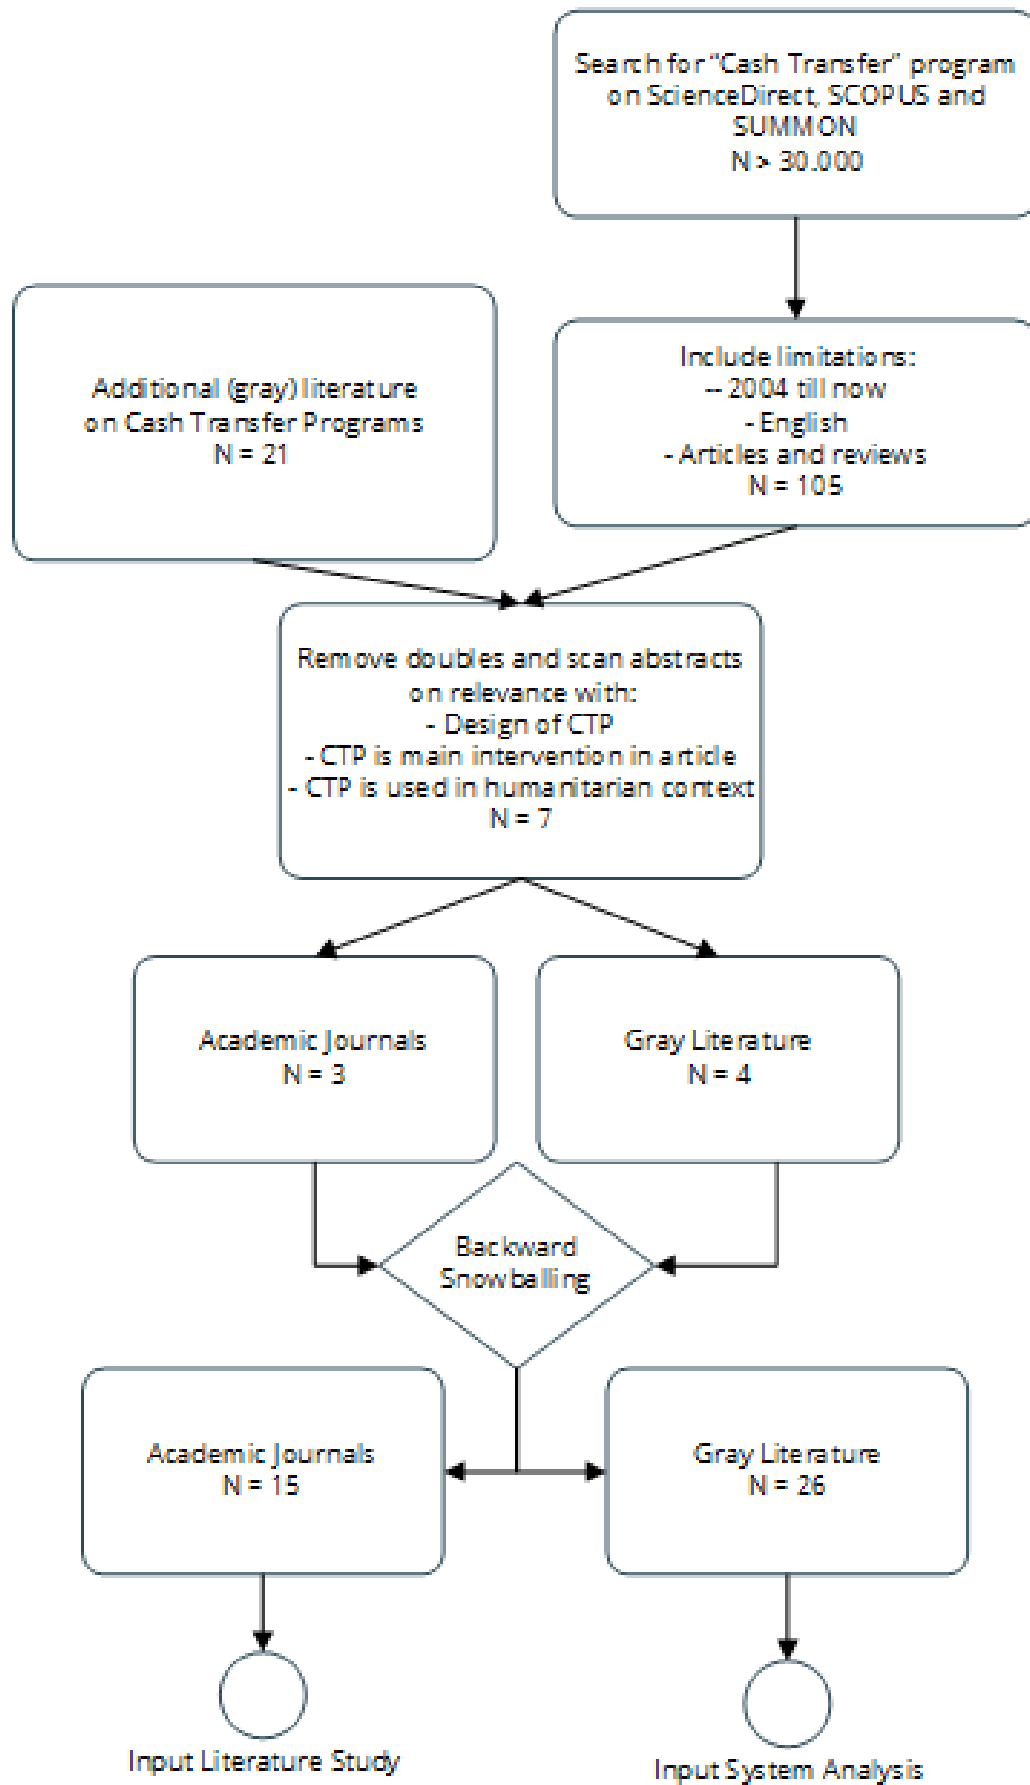 Search for "Cash Transfer" program
on ScienceDirect, SCOPUS and
SUMMON
N > 30.000
Additional (gray) literature
on Cash Transfer Programs
N = 21
Include limitations:
-- 2004 till now
- English
- Articles and reviews
N = 105
Remove doubles and scan abstracts
on relevance with:
- Design of CTP
- CTP is main intervention in article
- CTP is used in humanitarian context
N = 7
Academic Journals
N = 3
Gray Literature
N = 4
Backward
Snowballing
Academic Journals
N = 15
Gray Literature
N = 26
Input Literature Study
Input System Analysis